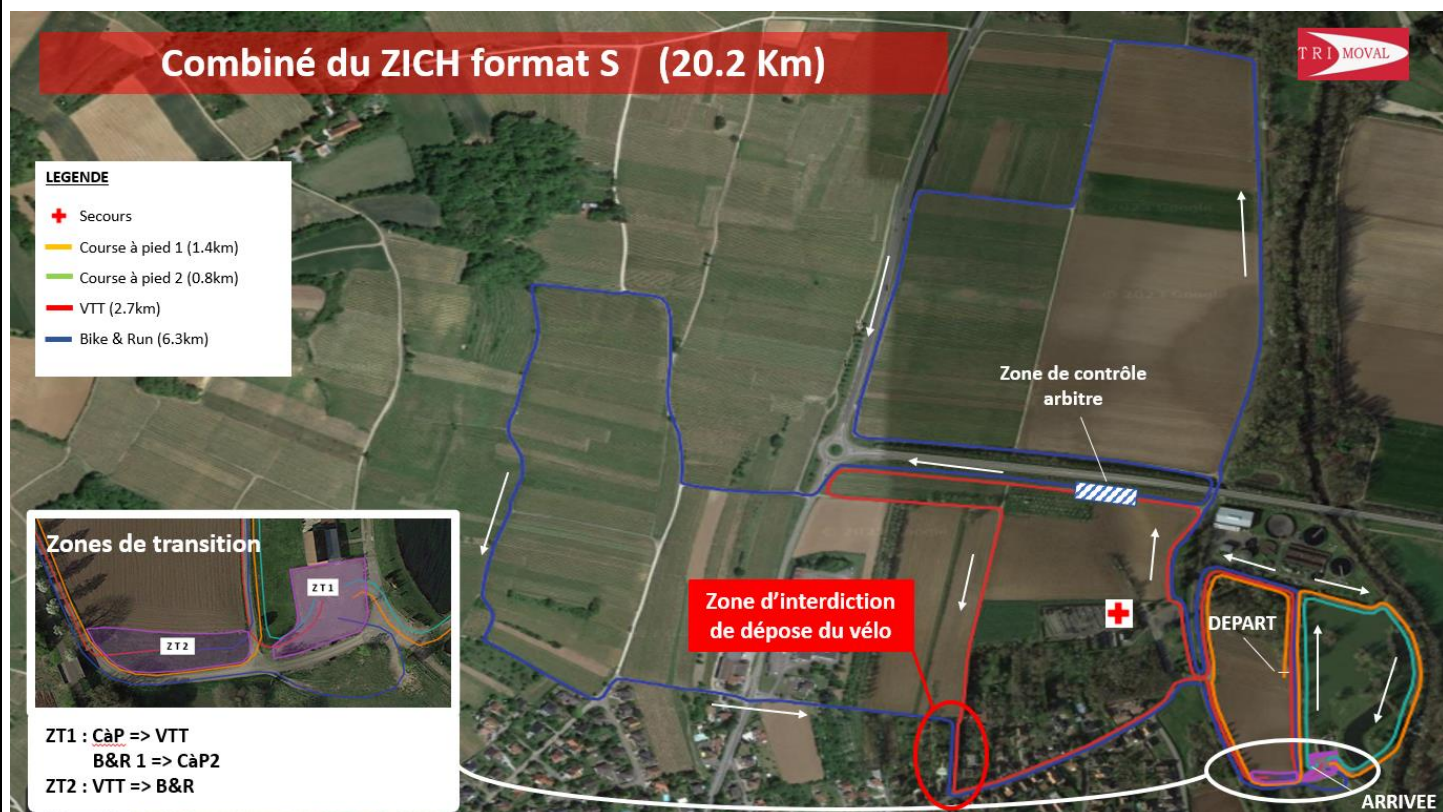 Combiné du ZICH format S (20.2 Km)
TRI MOVAL
LEGENDE
Secours
Course à pied 1 (1.4km)
Course à pied 2 (0.8km)
VTT (2.7km)
Bike & Run (6.3km)
Zone de contrôle
arbitre
Zone d’interdiction
de dépose du vélo
DEPART
ARRIVEE
Zones de transition
ZT1
ZT2
ZT1 : CàP => VTT
B&R 1 => CàP2
ZT2 : VTT => B&R